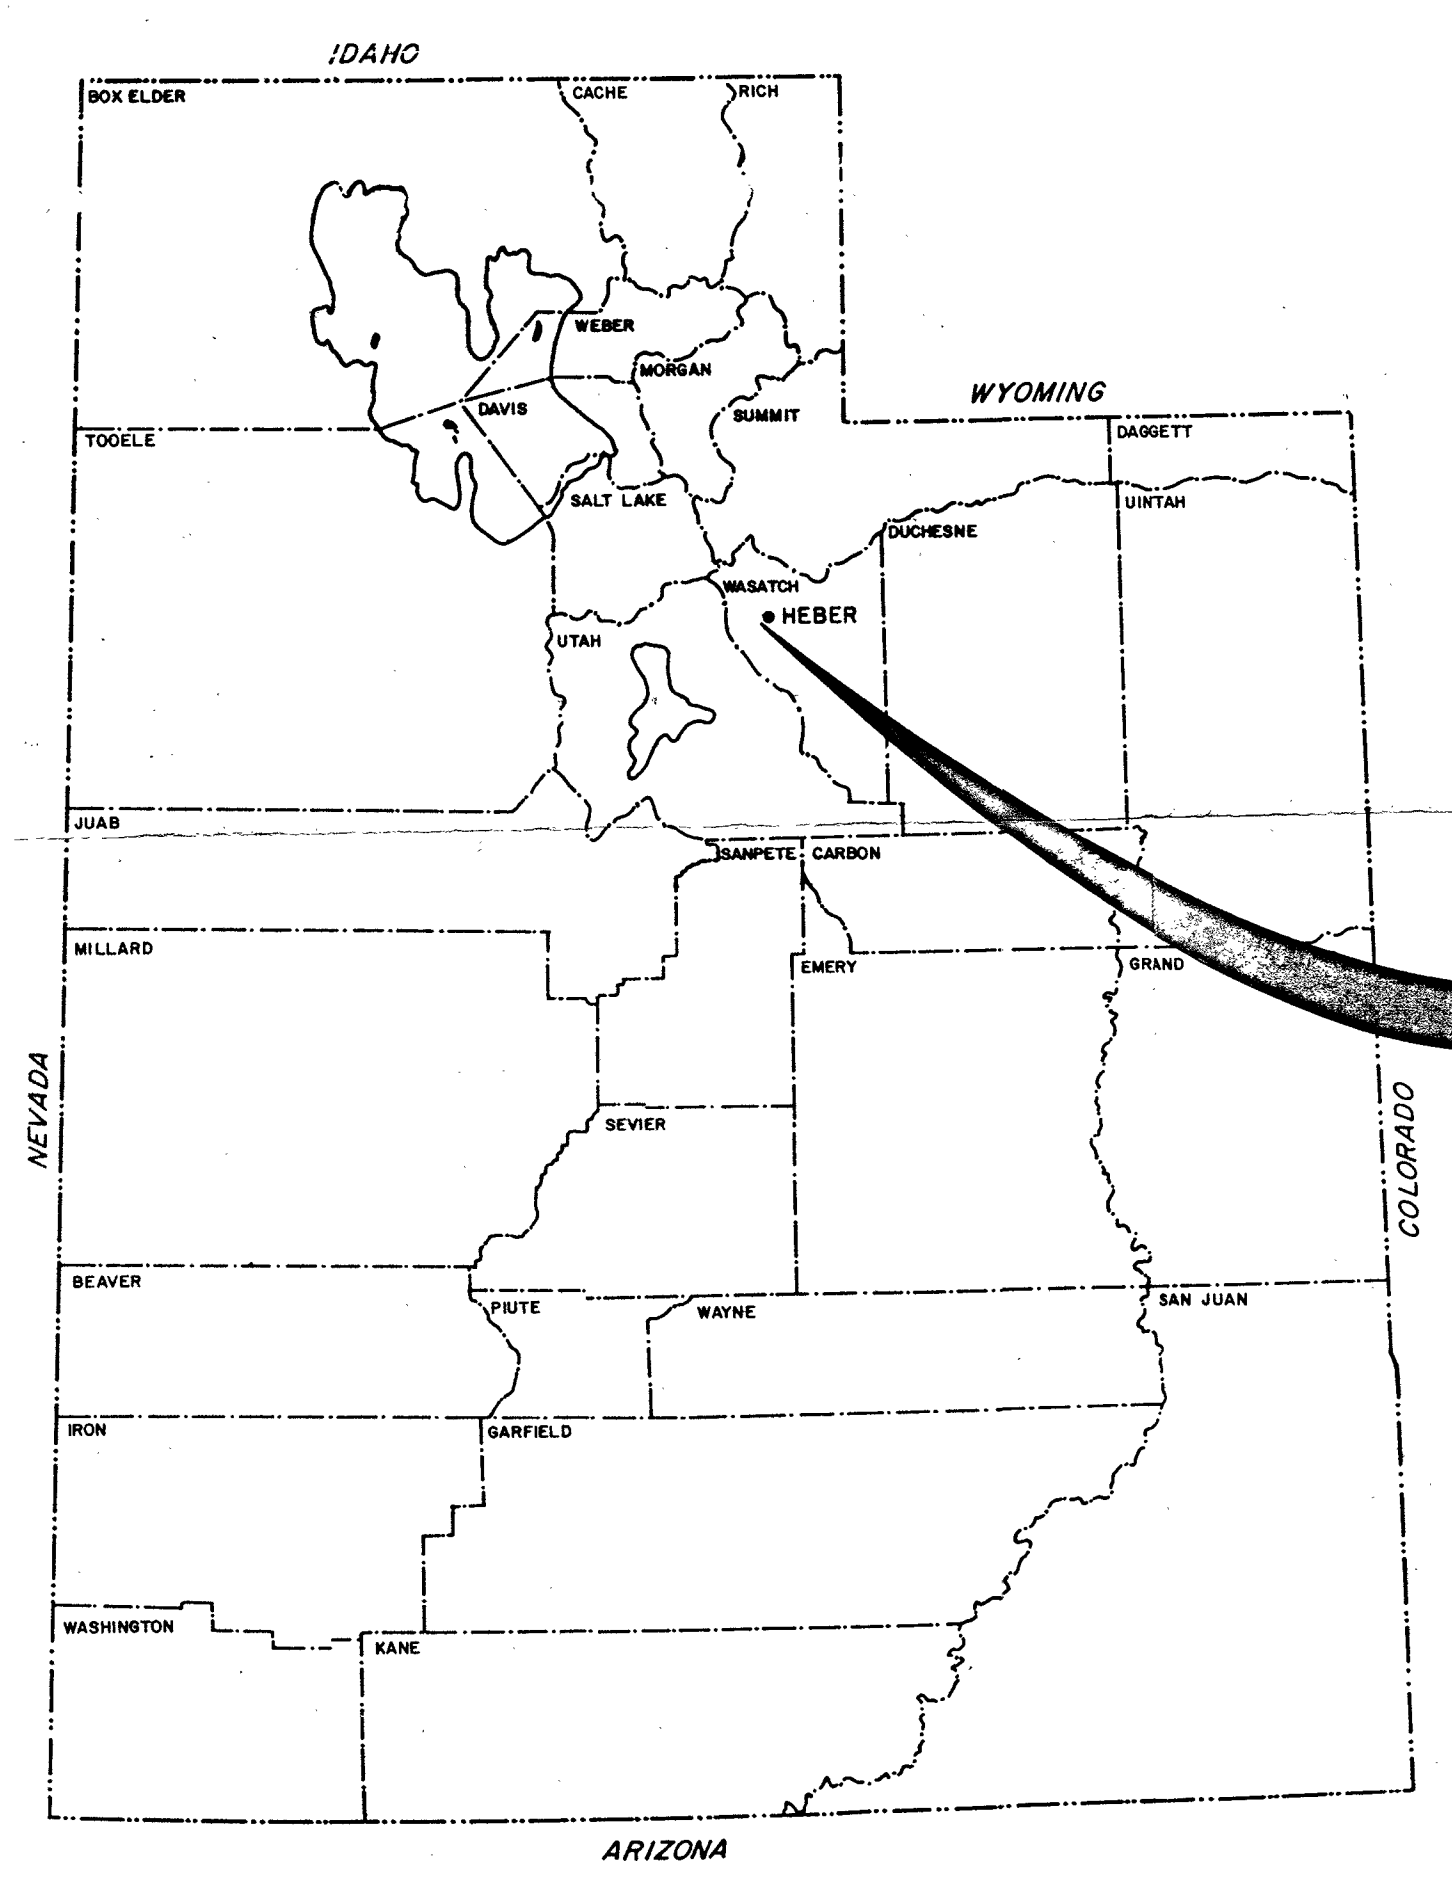 IDAHO
BOX ELDER
CACHE
RICH
WEBER
MORGAN
WYOMING
DAVIS
SUMMIT
TOOELE
DAGGETT
SALT LAKE
UINTAH
DUCHESNE
WASATCH
HEBER
UTAH
JUAB
SANPETE
CARBON
MILLARD
EMERY
GRAND
NEVADA
COLORADO
SEVIER
BEAVER
PIUTE
WAYNE
SAN JUAN
IRON
GARFIELD
WASHINGTON
KANE
ARIZONA